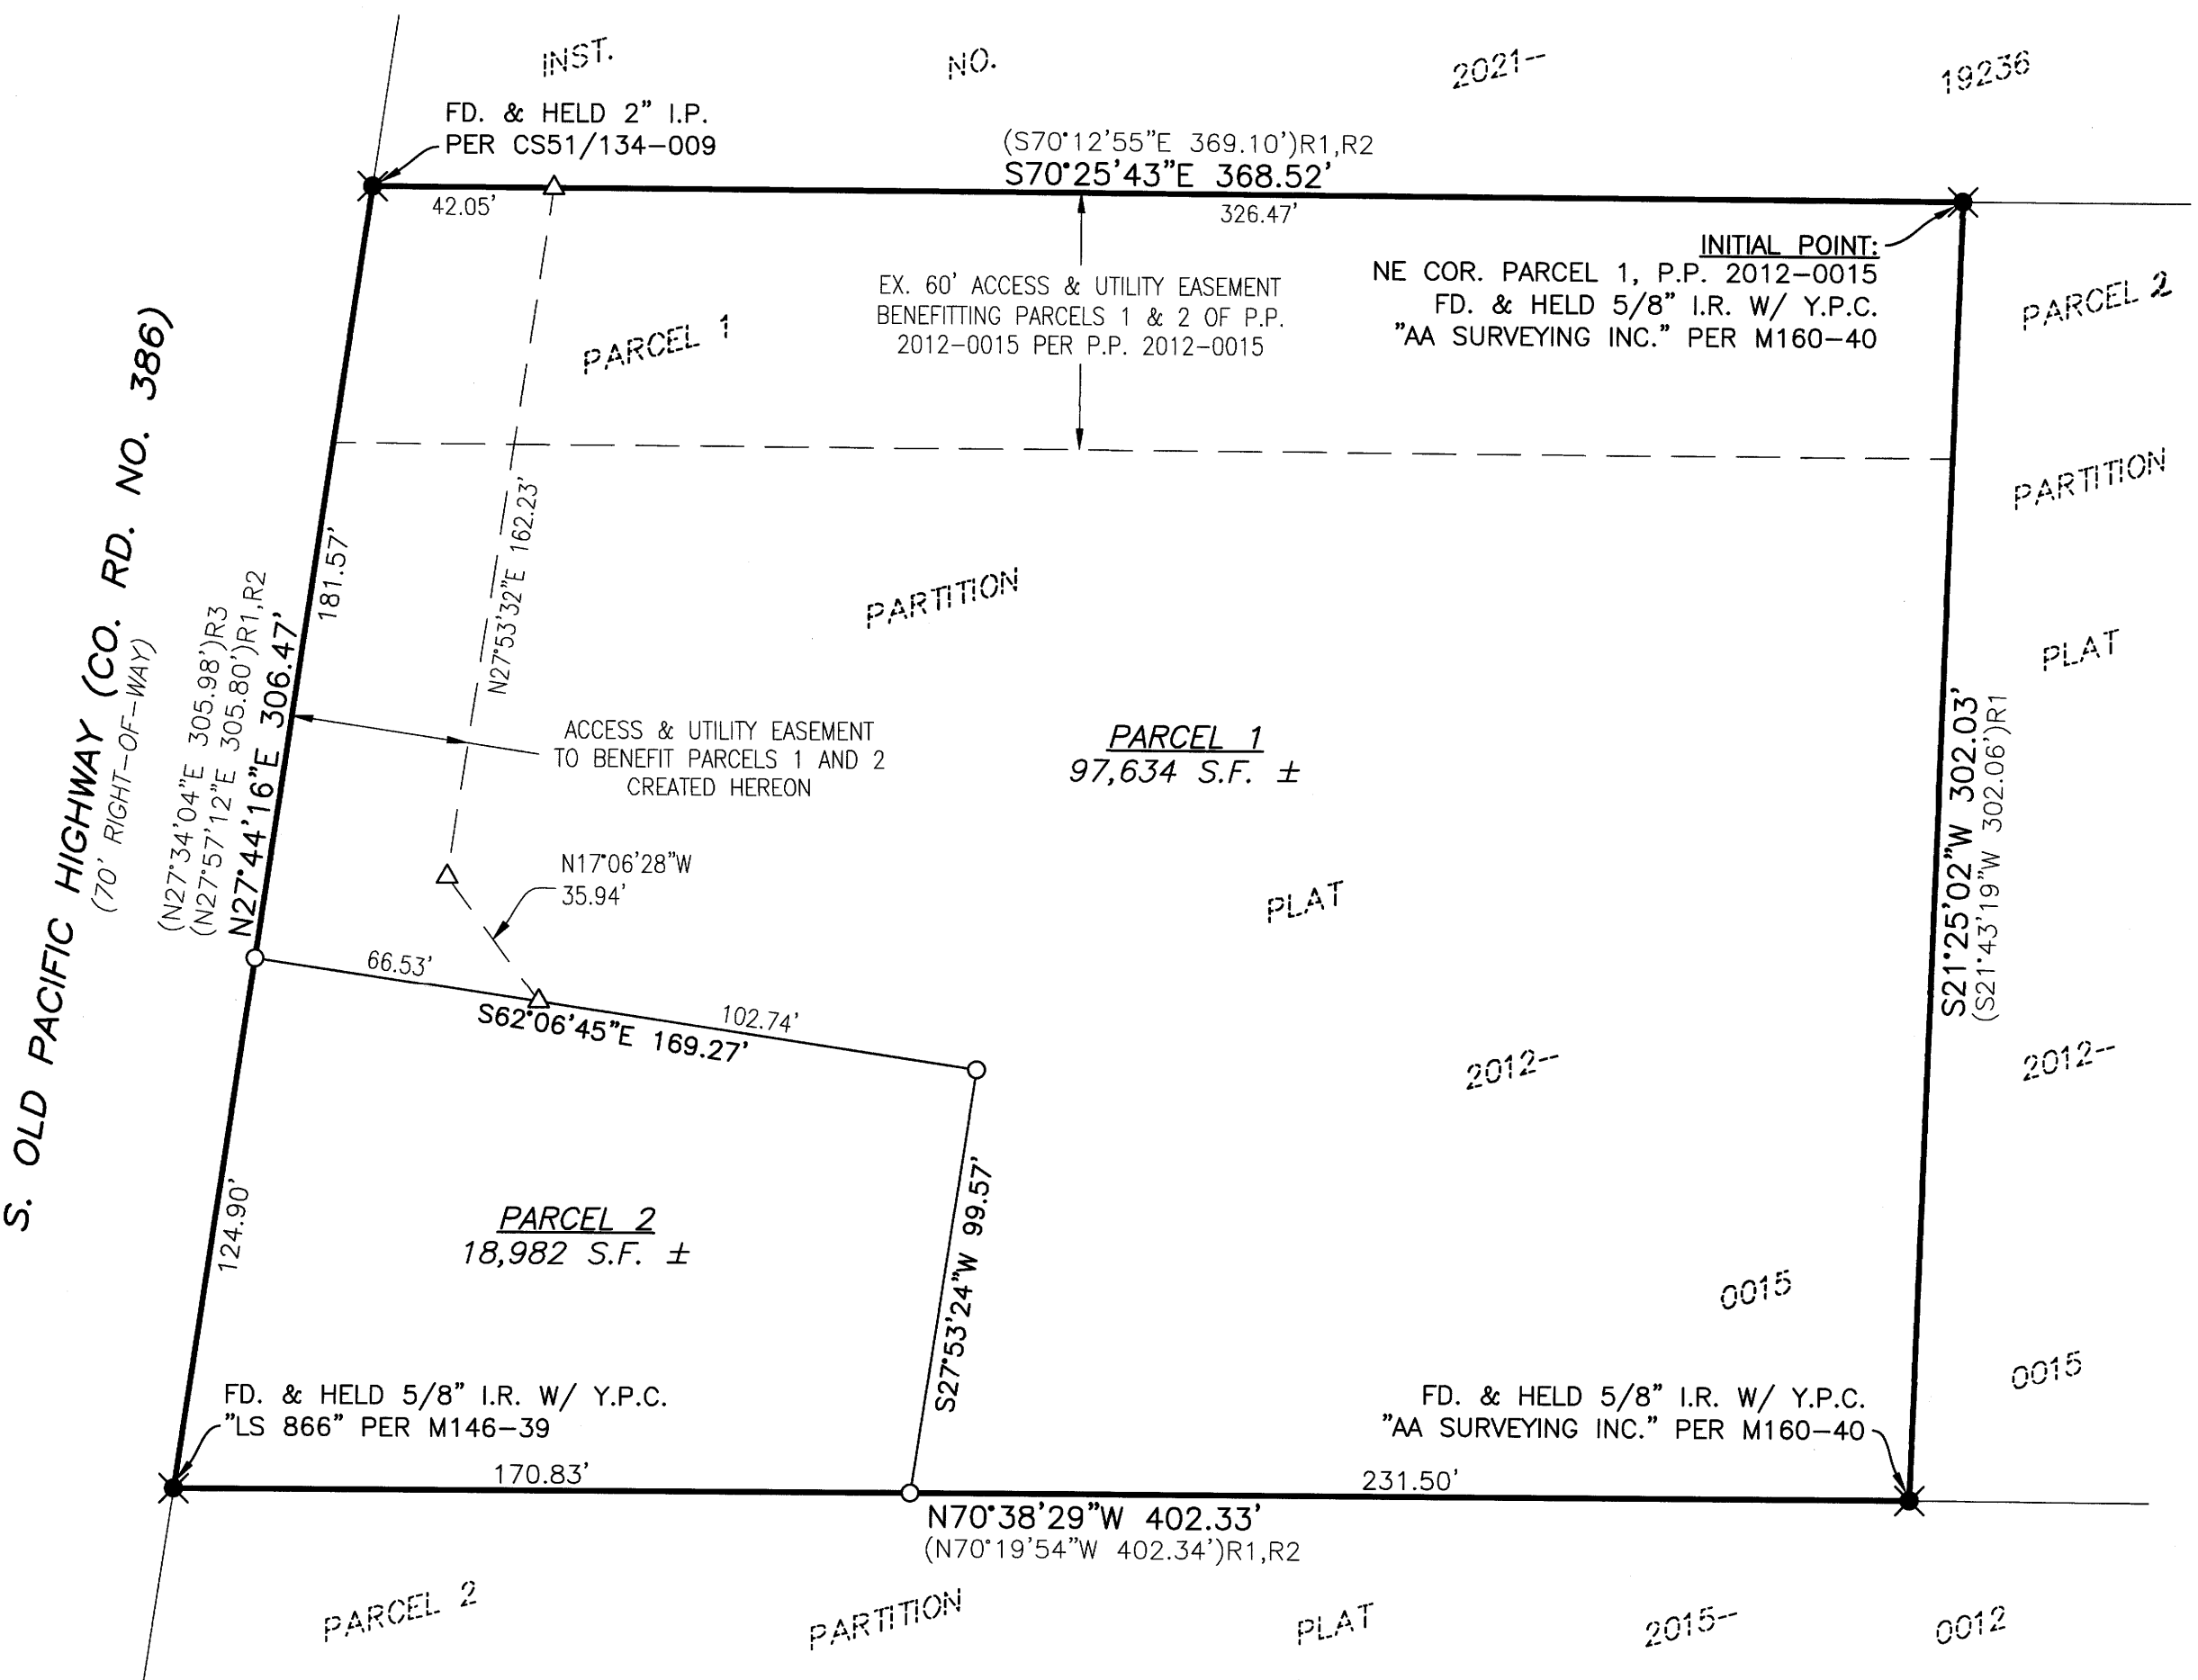 INST. NO. 2021-- 19236
FD. & HELD 2" I.P.
PER CS51/134-009
(S70°12'55"E 369.10')R1,R2
S70°25'43"E 368.52'
42.05'
326.47'
INITIAL POINT:
NE COR. PARCEL 1, P.P. 2012-0015
FD. & HELD 5/8" I.R. W/ Y.P.C.
"AA SURVEYING INC." PER M160-40
EX. 60' ACCESS & UTILITY EASEMENT
BENEFITTING PARCELS 1 & 2 OF P.P.
2012-0015 PER P.P. 2012-0015
PARCEL 1
PARTITION
PLAT
2012--
0015
PARCEL 2
PARTITION
PLAT
2012--
0015
S. OLD PACIFIC HIGHWAY (CO. RD. NO. 386)
(70' RIGHT-OF-WAY)
(N27°34'04"E 305.98')R3
(N27°57'12"E 305.80')R1,R2
N27°44'16"E 306.47'
181.57'
N27°53'32"E 162.23'
ACCESS & UTILITY EASEMENT
TO BENEFIT PARCELS 1 AND 2
CREATED HEREON
PARCEL 1
97,634 S.F. ±
N17°06'28"W
35.94'
66.53'
S62°06'45"E 169.27'
102.74'
S21°25'02"W 302.03'
(S21°43'19"W 302.06')R1
124.90'
PARCEL 2
18,982 S.F. ±
S27°53'24"W 99.57'
FD. & HELD 5/8" I.R. W/ Y.P.C.
"LS 866" PER M146-39
FD. & HELD 5/8" I.R. W/ Y.P.C.
"AA SURVEYING INC." PER M160-40
170.83'
231.50'
N70°38'29"W 402.33'
(N70°19'54"W 402.34')R1,R2
PARCEL 2 PARTITION PLAT 2015-- 0012